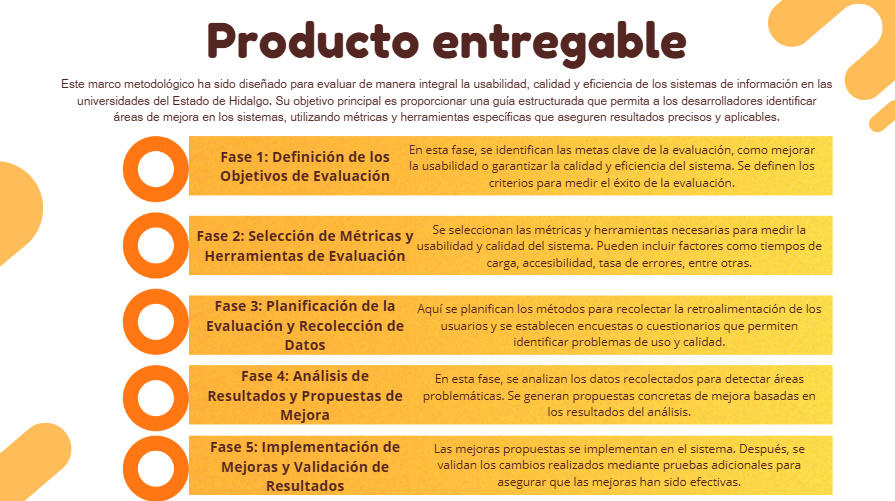 Producto entregable
Este marco metodológico ha sido diseñado para evaluar de manera integral la usabilidad, calidad y eficiencia de los sistemas de información en las
universidades del Estado de Hidalgo. Su objetivo principal es proporcionar una guía estructurada que permita a los desarrolladores identificar
áreas de mejora en los sistemas, utilizando métricas y herramientas específicas que aseguren resultados precisos y aplicables.
Fase 1: Definición de los
Objetivos de Evaluación
En esta fase, se identifican las metas clave de la evaluación, como mejorar
la usabilidad o garantizar la calidad y eficiencia del sistema. Se definen los
criterios para medir el éxito de la evaluación.
Fase 2: Selección de Métricas y
Herramientas de Evaluación
Se seleccionan las métricas y herramientas necesarias para medir la
usabilidad y calidad del sistema. Pueden incluir factores como tiempos de
carga, accesibilidad, tasa de errores, entre otras.
Fase 3: Planificación de la
Evaluación y Recolección de
Datos
Aquí se planifican los métodos para recolectar la retroalimentación de los
usuarios y se establecen encuestas o cuestionarios que permiten
identificar problemas de uso y calidad.
Fase 4: Análisis de
Resultados y Propuestas de
Mejora
En esta fase, se analizan los datos recolectados para detectar áreas
problemáticas. Se generan propuestas concretas de mejora basadas en
los resultados del análisis.
Fase 5: Implementación de
Mejoras y Validación de
Resultados
Las mejoras propuestas se implementan en el sistema. Después, se
validan los cambios realizados mediante pruebas adicionales para
asegurar que las mejoras han sido efectivas.